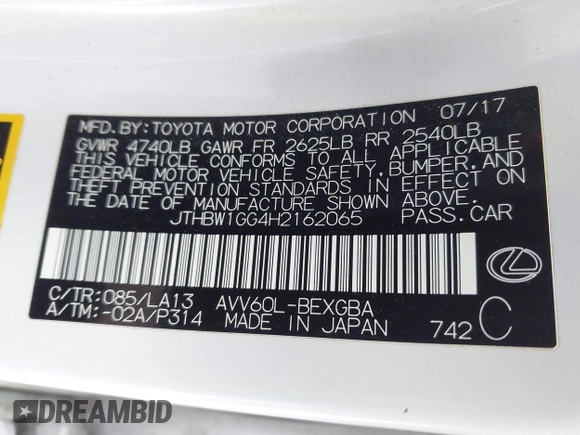 MFD. BY: TOYOTA MOTOR CORPORATION 07/17
GVWR 4740LB GAWR FR 2625LB RR 2540LB
THIS VEHICLE CONFORMS TO ALL APPLICABLE
FEDERAL MOTOR VEHICLE SAFETY, BUMPER, AND
THEFT PREVENTION STANDARDS IN EFFECT ON
THE DATE OF MANUFACTURE SHOWN ABOVE.
JTHBW1GG4H2162065 PASS.CAR
C/TR: 085/LA13 AVV60L-BEXGBA
A/TM: -02A/P314 MADE IN JAPAN 742 C
DREAMBID